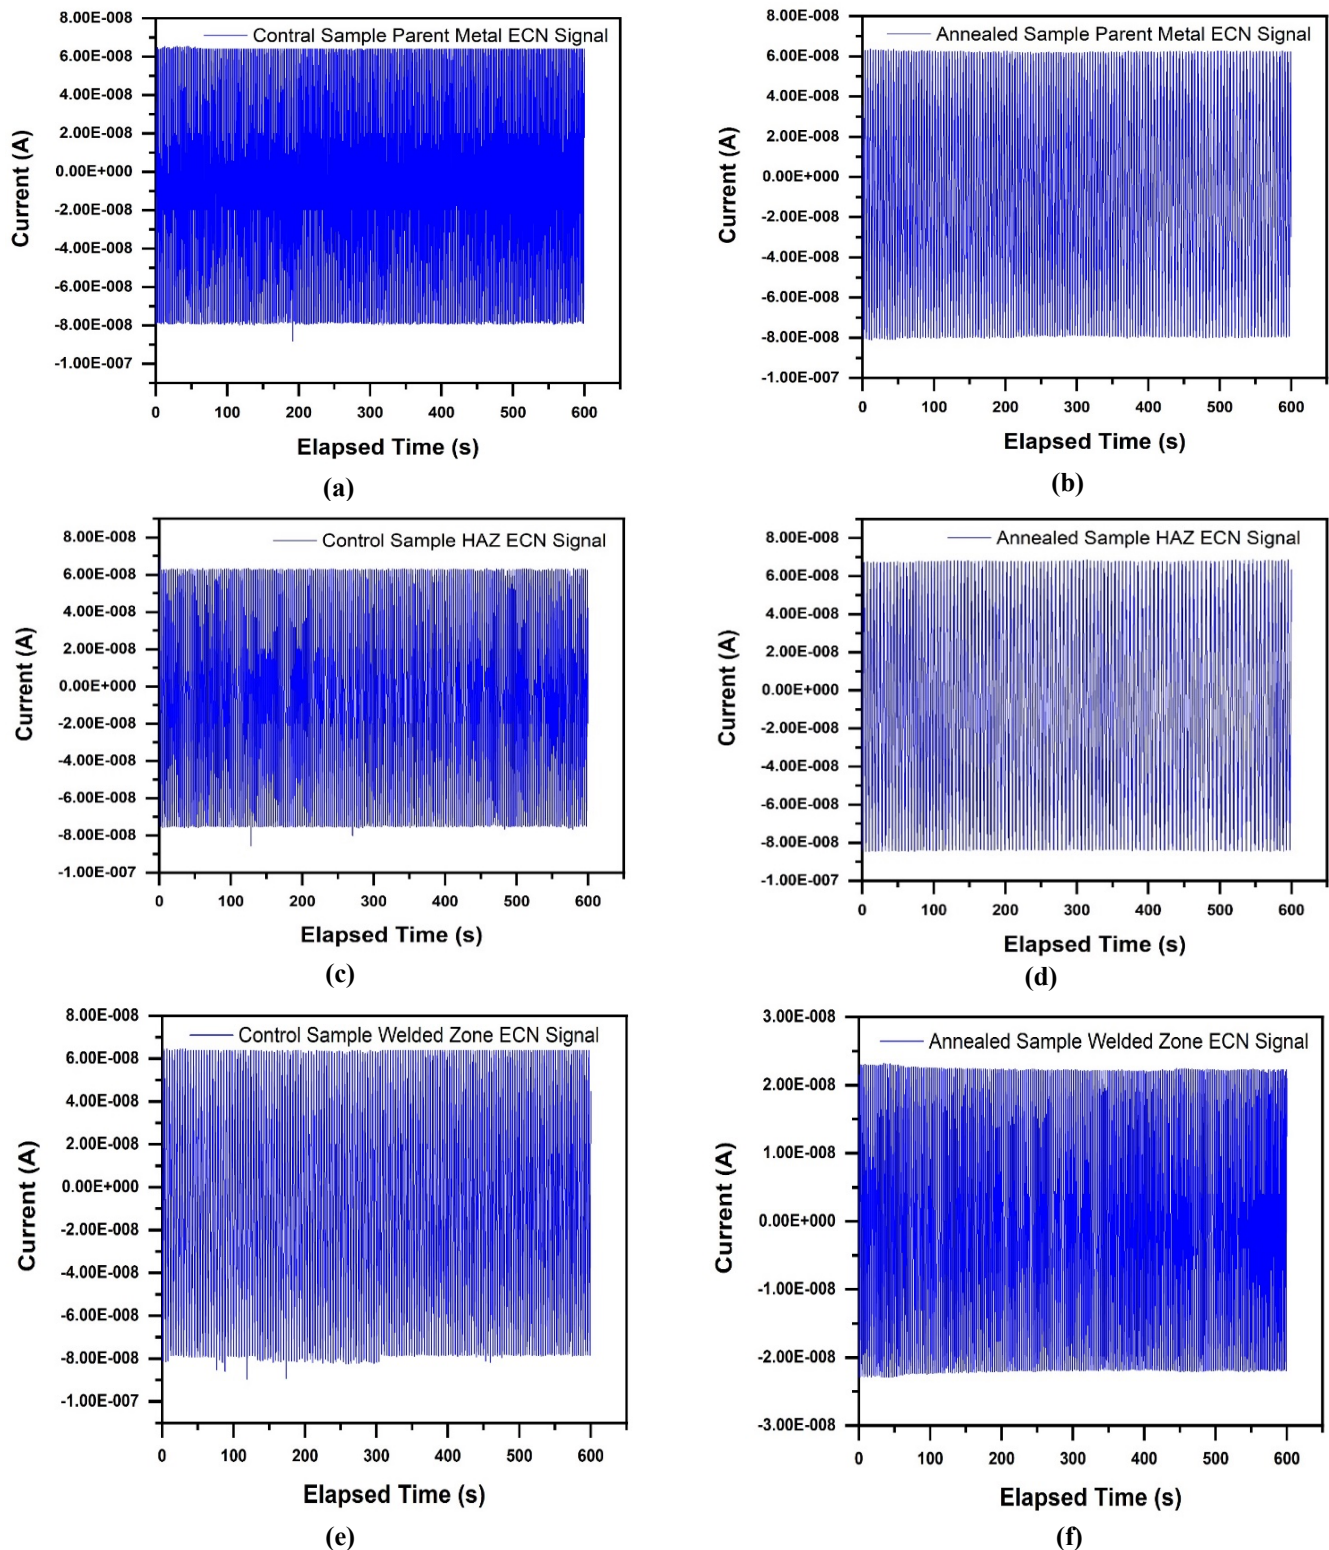 8.00E-008
Contral Sample Parent Metal ECN Signal
6.00E-008
4.00E-008
2.00E-008
0.00E+000
-2.00E-008
-4.00E-008
-6.00E-008
-8.00E-008
-1.00E-007
Current (A)
0 100 200 300 400 500 600
Elapsed Time (s)
(a)
8.00E-008
Annealed Sample Parent Metal ECN Signal
6.00E-008
4.00E-008
2.00E-008
0.00E+000
-2.00E-008
-4.00E-008
-6.00E-008
-8.00E-008
-1.00E-007
Current (A)
0 100 200 300 400 500 600
Elapsed Time (s)
(b)
8.00E-008
Control Sample HAZ ECN Signal
6.00E-008
4.00E-008
2.00E-008
0.00E+000
-2.00E-008
-4.00E-008
-6.00E-008
-8.00E-008
-1.00E-007
Current (A)
0 100 200 300 400 500 600
Elapsed Time (s)
(c)
8.00E-008
Annealed Sample HAZ ECN Signal
6.00E-008
4.00E-008
2.00E-008
0.00E+000
-2.00E-008
-4.00E-008
-6.00E-008
-8.00E-008
-1.00E-007
Current (A)
0 100 200 300 400 500 600
Elapsed Time (s)
(d)
8.00E-008
Control Sample Welded Zone ECN Signal
6.00E-008
4.00E-008
2.00E-008
0.00E+000
-2.00E-008
-4.00E-008
-6.00E-008
-8.00E-008
-1.00E-007
Current (A)
0 100 200 300 400 500 600
Elapsed Time (s)
(e)
3.00E-008
Annealed Sample Welded Zone ECN Signal
2.00E-008
1.00E-008
0.00E+000
-1.00E-008
-2.00E-008
-3.00E-008
Current (A)
0 100 200 300 400 500 600
Elapsed Time (s)
(f)